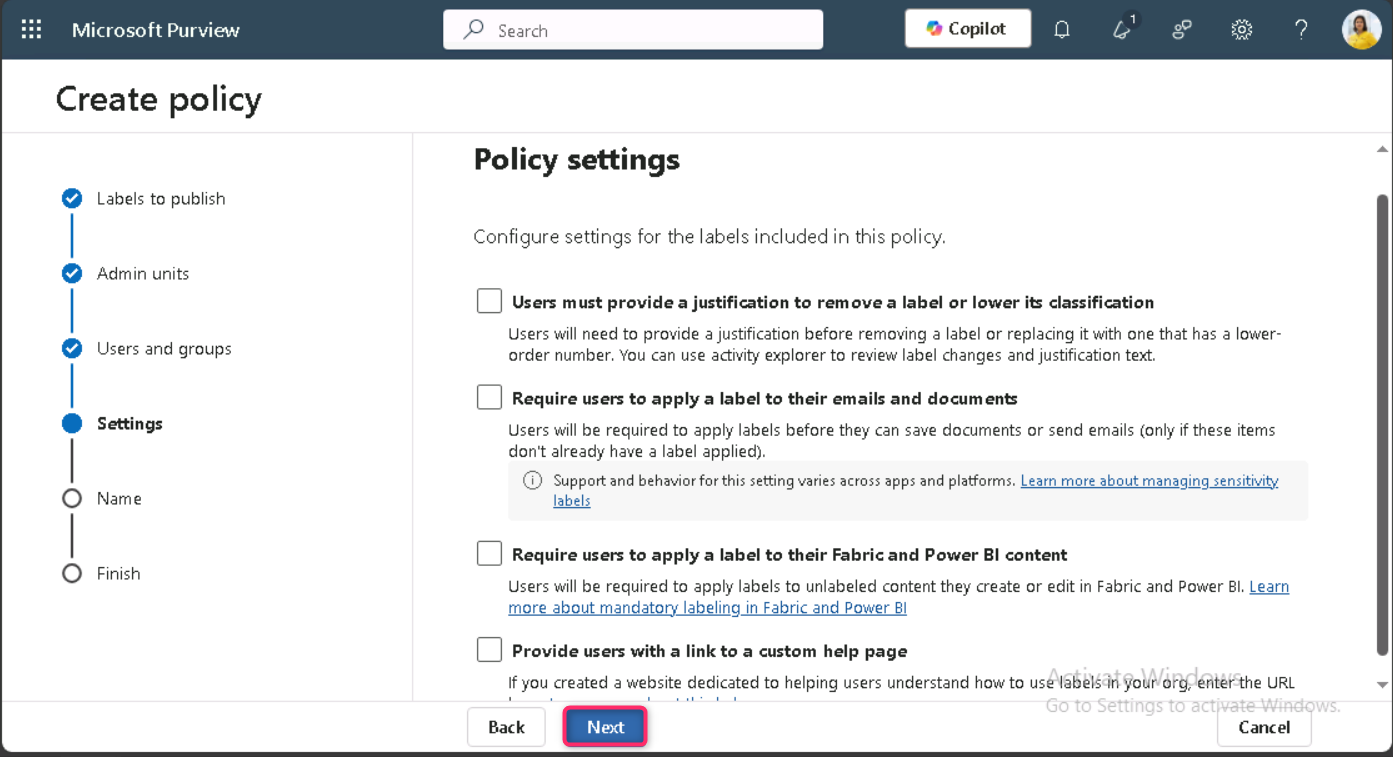 Microsoft Purview
Search
Copilot
1
?
Create policy
Labels to publish
Admin units
Users and groups
Settings
Name
Finish
Policy settings
Configure settings for the labels included in this policy.
Users must provide a justification to remove a label or lower its classification
Users will need to provide a justification before removing a label or replacing it with one that has a lower-
order number. You can use activity explorer to review label changes and justification text.
Require users to apply a label to their emails and documents
Users will be required to apply labels before they can save documents or send emails (only if these items
don't already have a label applied).
Support and behavior for this setting varies across apps and platforms. Learn more about managing sensitivity
labels
Require users to apply a label to their Fabric and Power BI content
Users will be required to apply labels to unlabeled content they create or edit in Fabric and Power BI. Learn
more about mandatory labeling in Fabric and Power BI
Provide users with a link to a custom help page
If you created a website dedicated to helping users understand how to use labels in your org, enter the URL
Activate Windows
Go to Settings to activate Windows.
Back
Next
Cancel